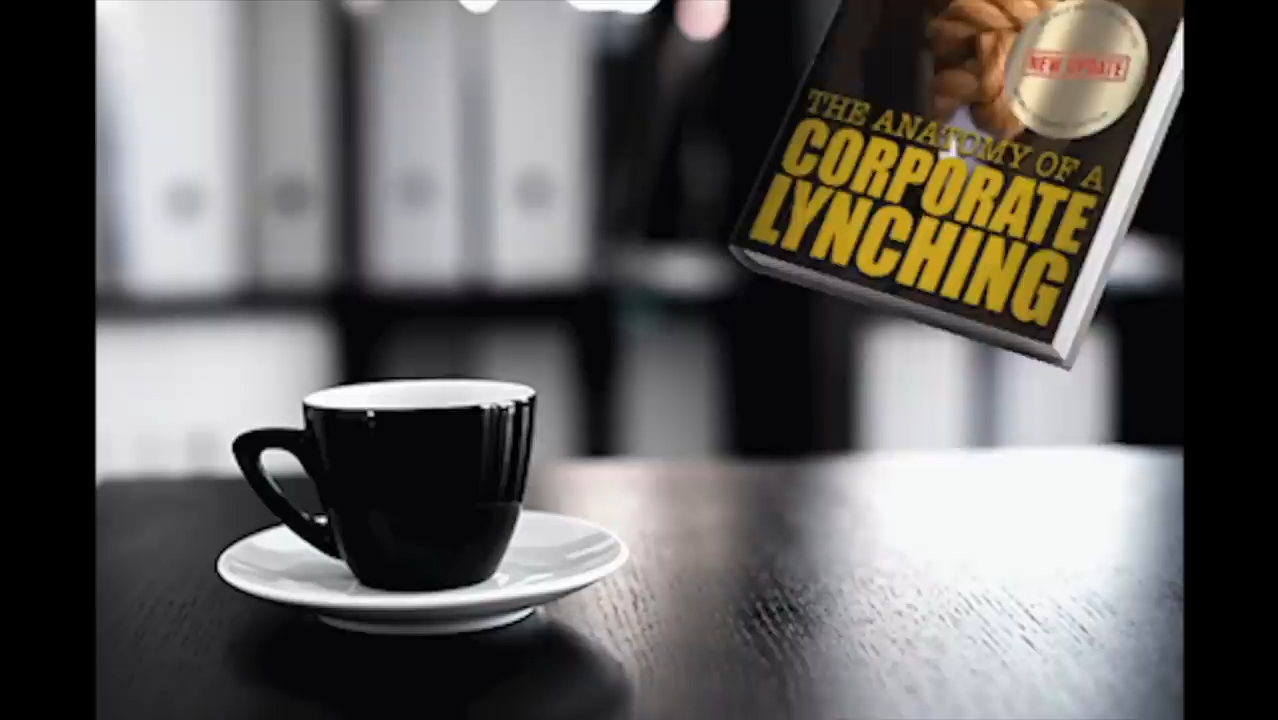 NEW UPDATE
THE ANATOMY OF A
CORPORATE
LYNCHING